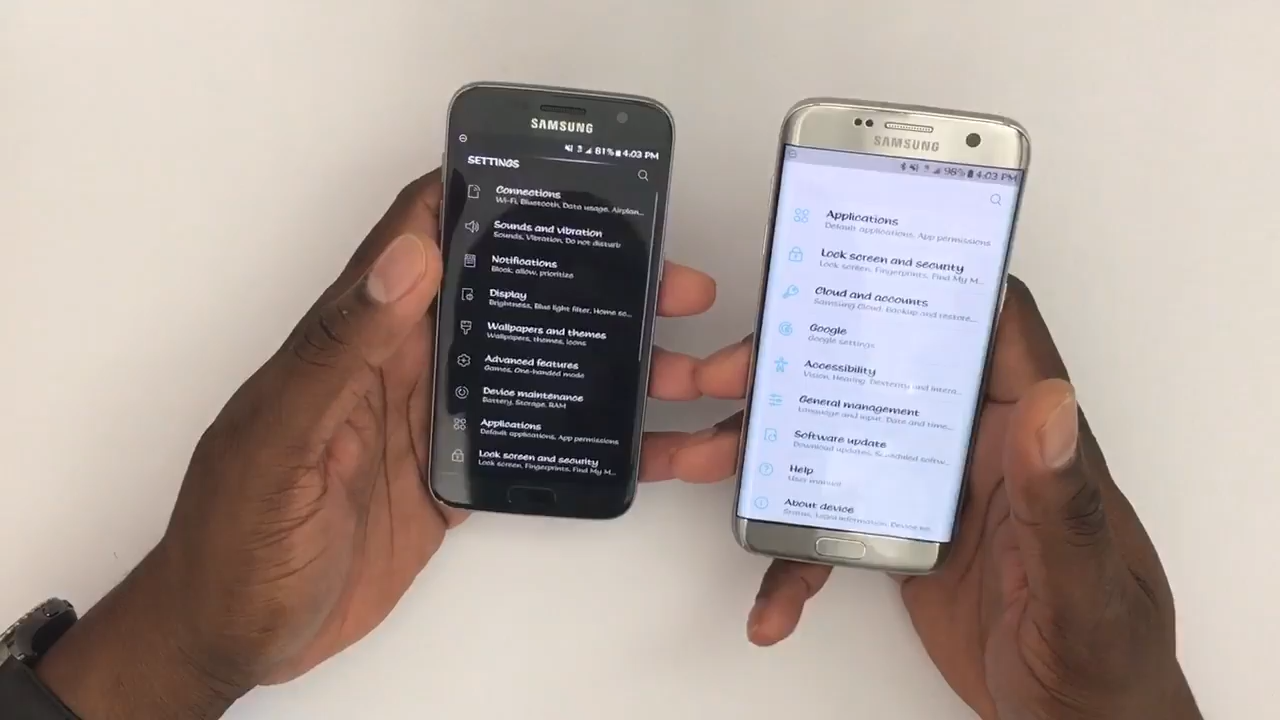 SAMSUNG
81% 4:03 PM
SETTINGS
Connections
Wi-Fi, Bluetooth, Data usage, Airplan...
Sounds and vibration
Sounds, Vibration, Do not disturb
Notifications
Block, allow, prioritize
Display
Brightness, Blue light filter, Home sc...
Wallpapers and themes
Wallpapers, themes, icons
Advanced features
Games, One-handed mode
Device maintenance
Battery, Storage, RAM
Applications
Default applications, App permissions
Lock screen and security
Lock screen, Fingerprints, Find My M...
SAMSUNG
98% 4:03 PM
Applications
Default applications, App permissions
Lock screen and security
Lock screen, Fingerprints, Find My M...
Cloud and accounts
Samsung Cloud, Backup and restore...
Google
Google settings
Accessibility
Vision, Hearing, Dexterity and intera...
General management
Language and input, Date and time...
Software update
Download updates, Scheduled softw...
Help
User manual
About device
Status, Legal information, Device na...